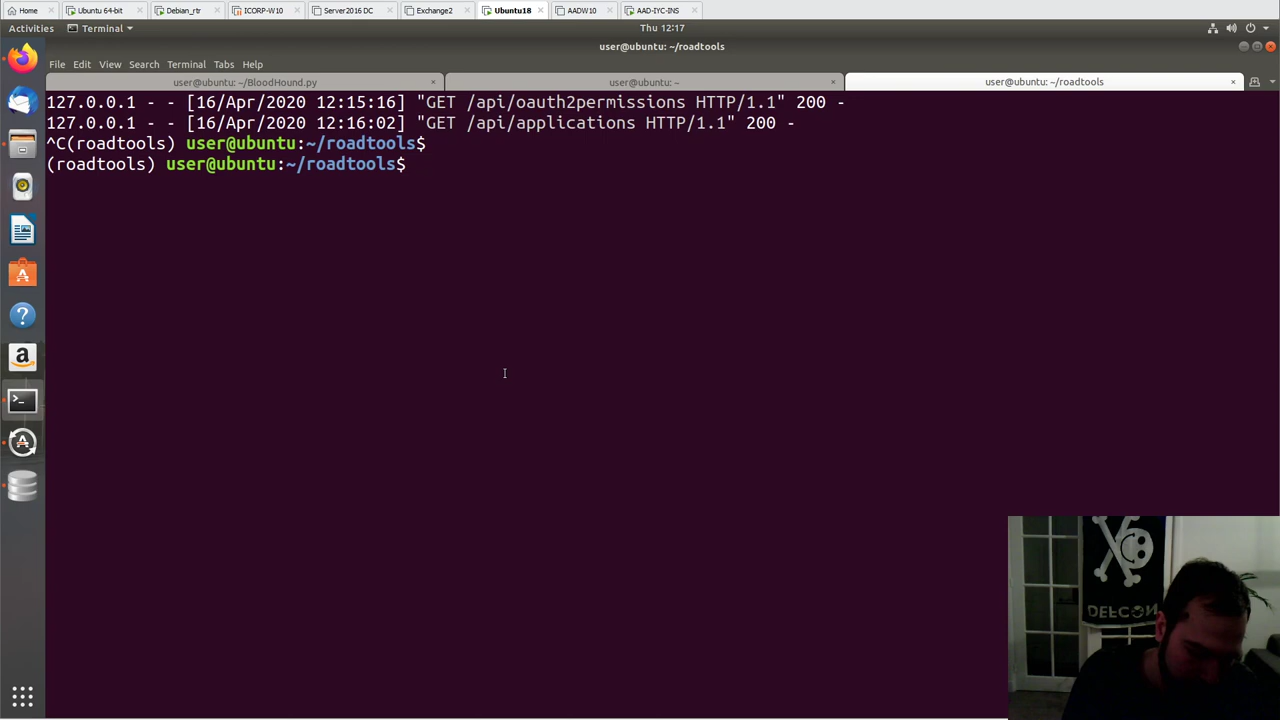 Home
Ubuntu 64-bit
Debian_rtr
ICORP-W10
Server2016 DC
Exchange2
Ubuntu18
AADW10
AAD-IYC-INS
Activities
Terminal
Thu 12:17
user@ubuntu: ~/roadtools
File Edit View Search Terminal Tabs Help
user@ubuntu: ~/BloodHound.py
user@ubuntu: ~
user@ubuntu: ~/roadtools
127.0.0.1 - - [16/Apr/2020 12:15:16] "GET /api/oauth2permissions HTTP/1.1" 200 -
127.0.0.1 - - [16/Apr/2020 12:16:02] "GET /api/applications HTTP/1.1" 200 -
^C(roadtools) user@ubuntu:~/roadtools$
(roadtools) user@ubuntu:~/roadtools$
DEFCON